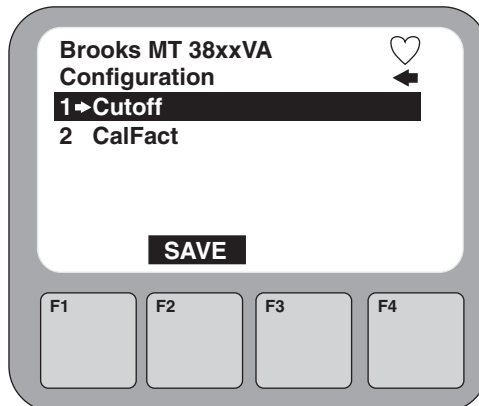 Brooks MT 38xxVA
Configuration
1➔Cutoff
2 CalFact
SAVE
F1 F2 F3 F4